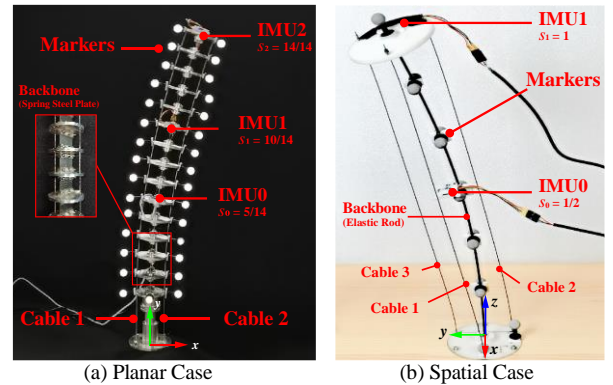 IMU2
s₂ = 14/14
Markers
Backbone
(Spring Steel Plate)
IMU1
s₁ = 10/14
IMU0
s₀ = 5/14
Cable 1
Cable 2
y
x
(a) Planar Case
IMU1
s₁ = 1
Markers
IMU0
s₀ = 1/2
Backbone
(Elastic Rod)
Cable 3
Cable 2
Cable 1
z
y
x
(b) Spatial Case